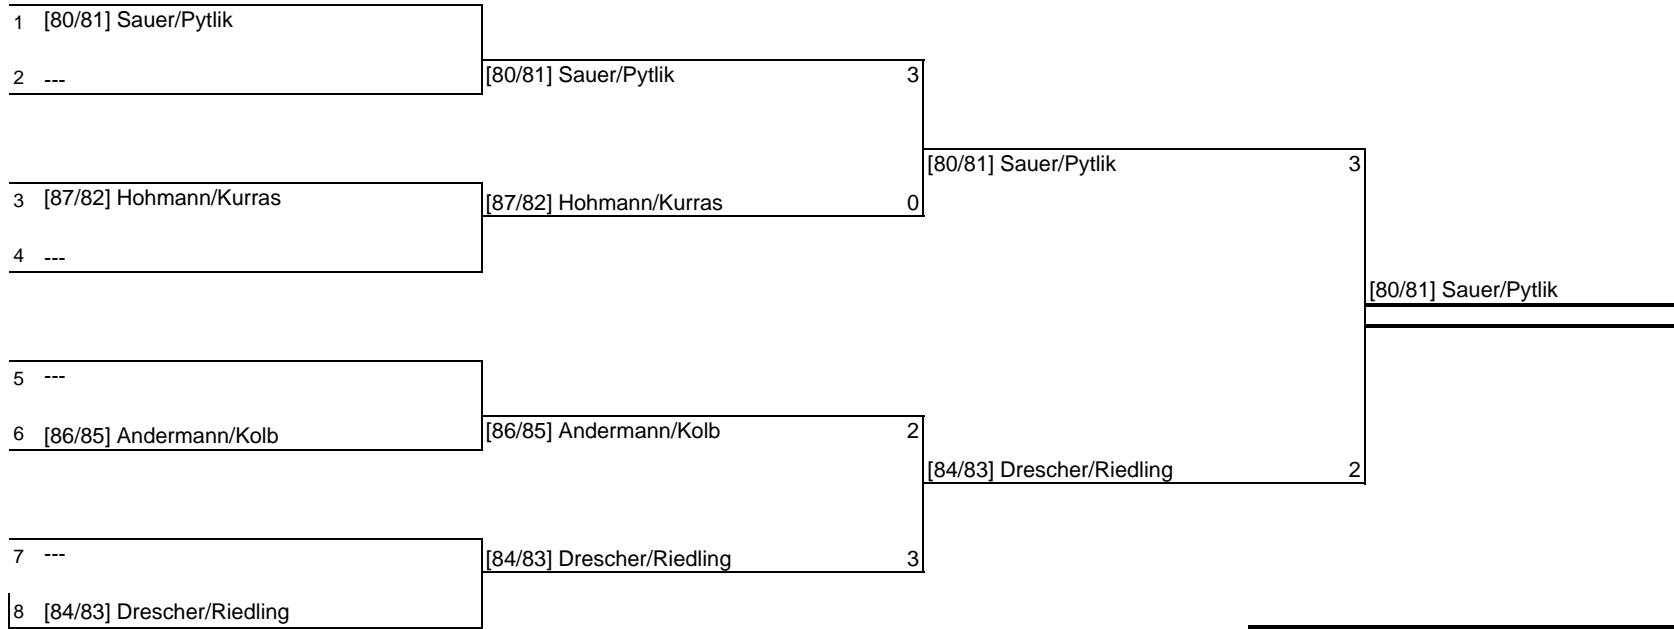 1 [80/81] Sauer/Pytlik
2 ---
[80/81] Sauer/Pytlik 3
[80/81] Sauer/Pytlik 3
3 [87/82] Hohmann/Kurras
[87/82] Hohmann/Kurras 0
4 ---
[80/81] Sauer/Pytlik
5 ---
6 [86/85] Andermann/Kolb
[86/85] Andermann/Kolb 2
[84/83] Drescher/Riedling 2
7 ---
[84/83] Drescher/Riedling 3
8 [84/83] Drescher/Riedling